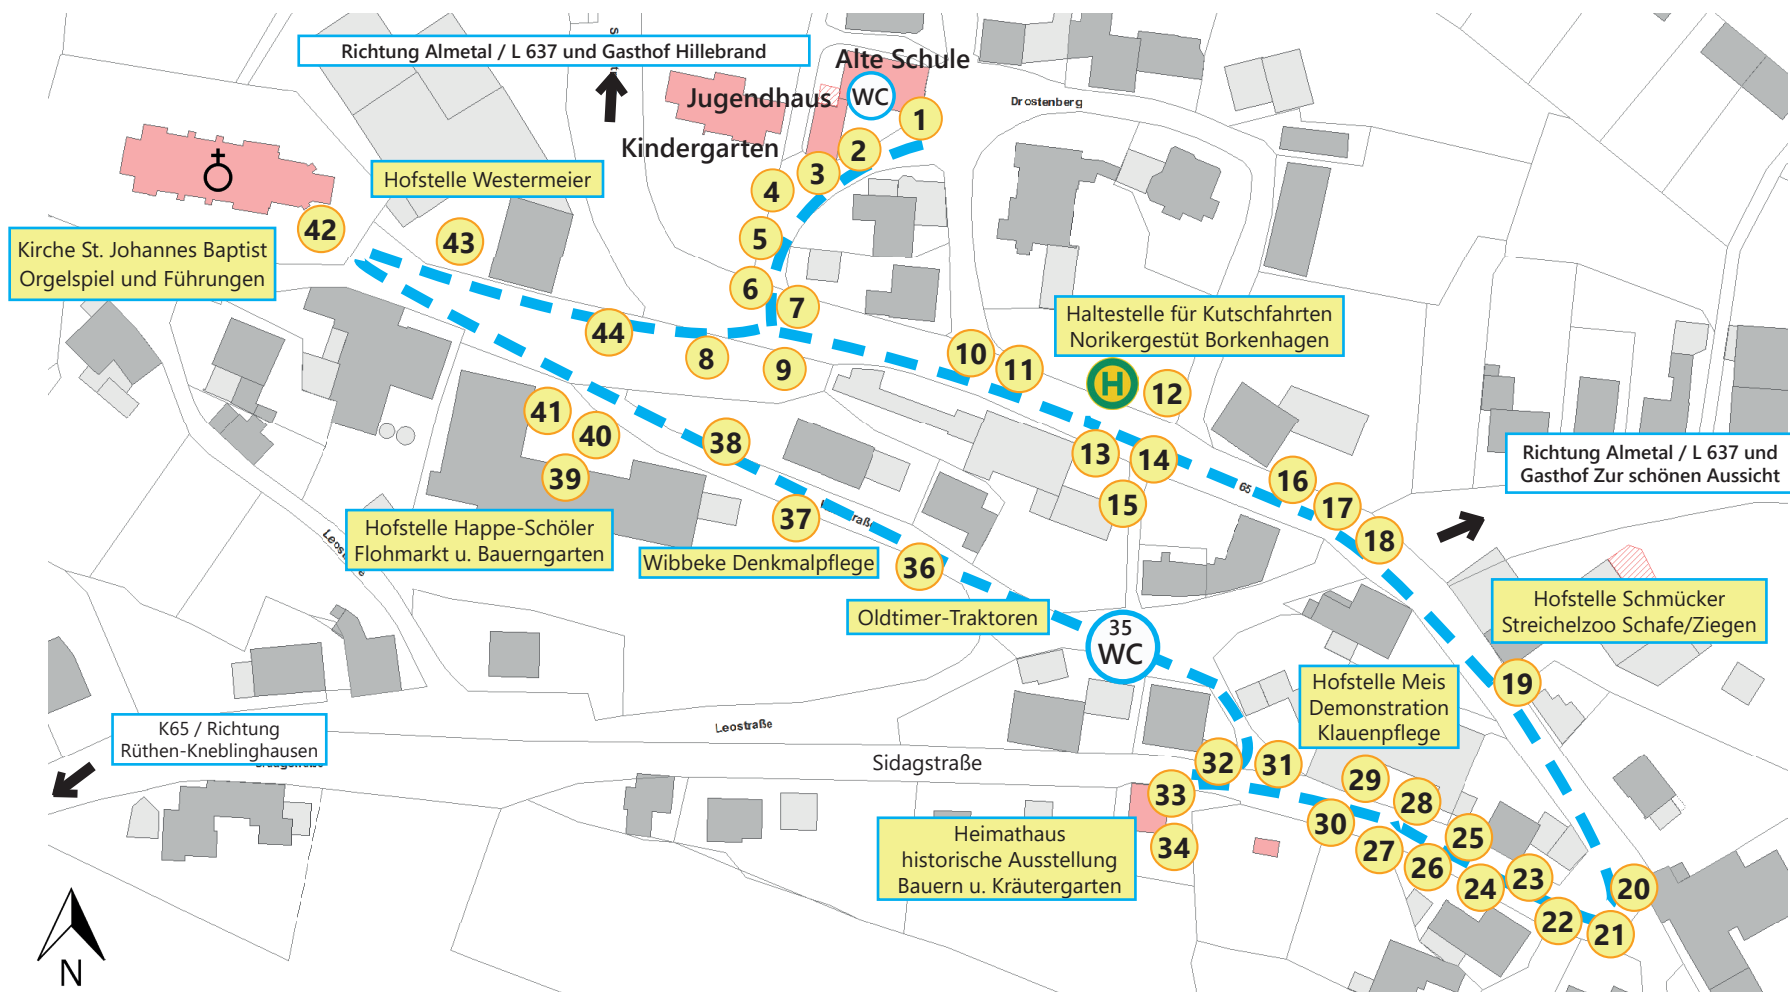 Richtung Almetal / L 637 und Gasthof Hillebrand
Alte Schule
WC
Jugendhaus
Kindergarten
Drostenberg
1
2
3
4
5
6
7
8
9
10
11
12
13
14
15
16
17
18
19
20
21
22
23
24
25
26
27
28
29
30
31
32
33
34
35
WC
36
37
38
39
40
41
42
43
44
Hofstelle Westermeier
Kirche St. Johannes Baptist
Orgelspiel und Führungen
Haltestelle für Kutschfahrten
Norikergestüt Borkenhagen
H
65
Richtung Almetal / L 637 und
Gasthof Zur schönen Aussicht
Hofstelle Happe-Schöler
Flohmarkt u. Bauerngarten
Wibbeke Denkmalpflege
Oldtimer-Traktoren
Hofstelle Schmücker
Streichelzoo Schafe/Ziegen
Hofstelle Meis
Demonstration
Klauenpflege
K65 / Richtung
Rüthen-Kneblinghausen
Leostraße
Sidagstraße
Heimathaus
historische Ausstellung
Bauern u. Kräutergarten
N